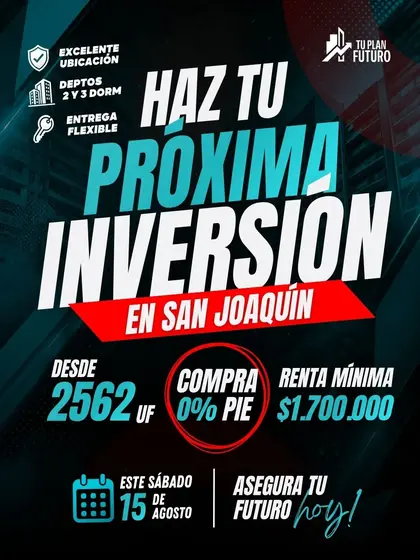 EXCELENTE
UBICACIÓN
DEPTOS
2 Y 3 DORM
ENTREGA
FLEXIBLE
TU PLAN
FUTURO
HAZ TU
PRÓXIMA
INVERSIÓN
EN SAN JOAQUÍN
DESDE
2562 UF
COMPRA
0% PIE
RENTA MÍNIMA
$1.700.000
ESTE SÁBADO
15 DE
AGOSTO
ASEGURA TU
FUTURO hoy!